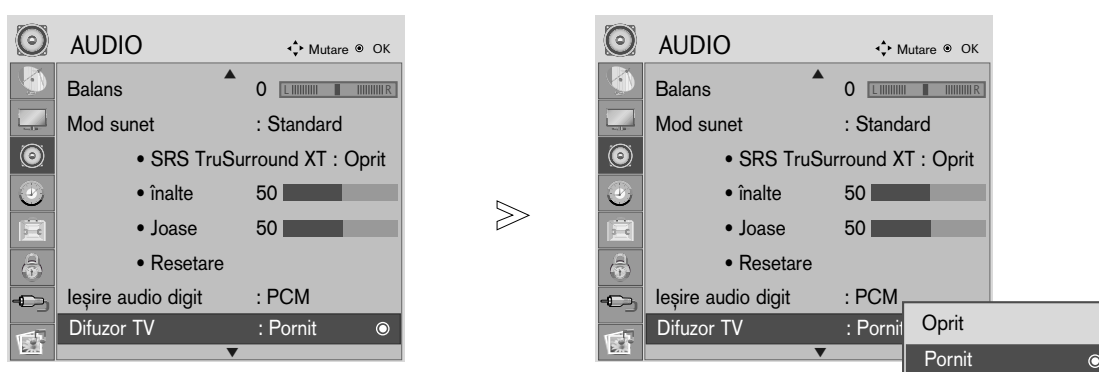 AUDIO Mutare OK
Balans 0 L R
Mod sunet : Standard
• SRS TruSurround XT : Oprit
• înalte 50
• Joase 50
• Resetare
Ieșire audio digit : PCM
Difuzor TV : Pornit
AUDIO Mutare OK
Balans 0 L R
Mod sunet : Standard
• SRS TruSurround XT : Oprit
• înalte 50
• Joase 50
• Resetare
Ieșire audio digit : PCM
Difuzor TV : Pornit
Oprit
Pornit